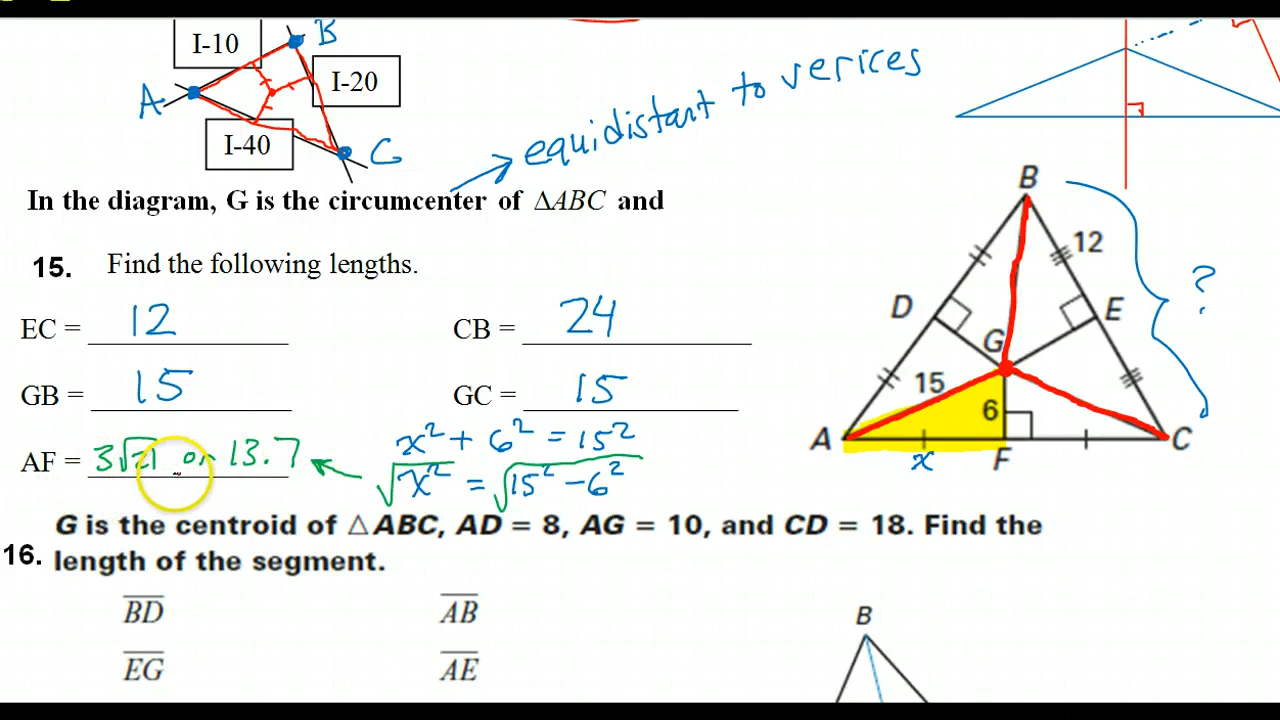 I-10
B
I-20
A
I-40
C
equidistant to verices
In the diagram, G is the circumcenter of △ABC and
15. Find the following lengths.
EC = 12
CB = 24
GB = 15
GC = 15
AF = 3√21 or 13.7
x² + 6² = 15²
√x² = √15² - 6²
B
12
?
D
E
G
15
6
A
x
F
C
G is the centroid of △ABC, AD = 8, AG = 10, and CD = 18. Find the
16. length of the segment.
BD
AB
EG
AE
B